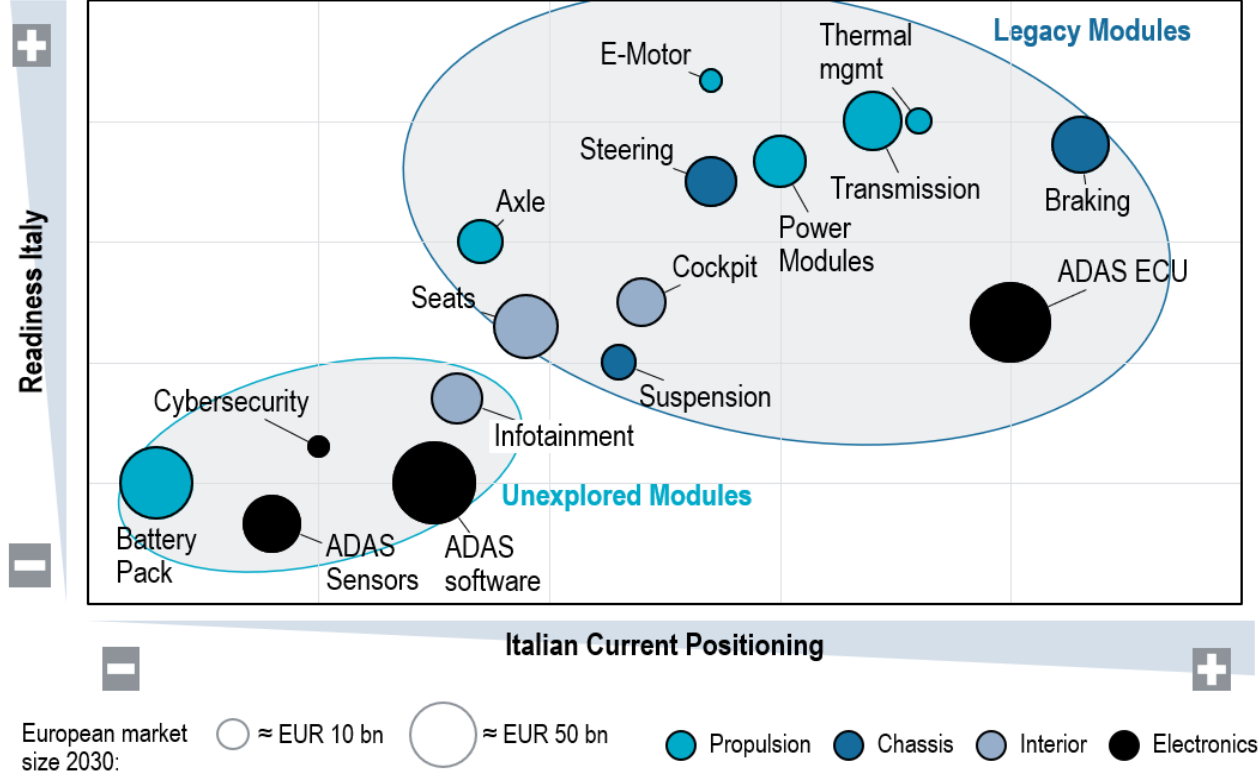 Legacy Modules
Thermal
mgmt
E-Motor
Steering
Transmission
Braking
Axle
Power
Modules
Cockpit
ADAS ECU
Seats
Suspension
Cybersecurity
Infotainment
Unexplored Modules
Battery
Pack
ADAS
Sensors
ADAS
software
Readiness Italy
Italian Current Positioning
European market
size 2030:
≈ EUR 10 bn
≈ EUR 50 bn
Propulsion
Chassis
Interior
Electronics